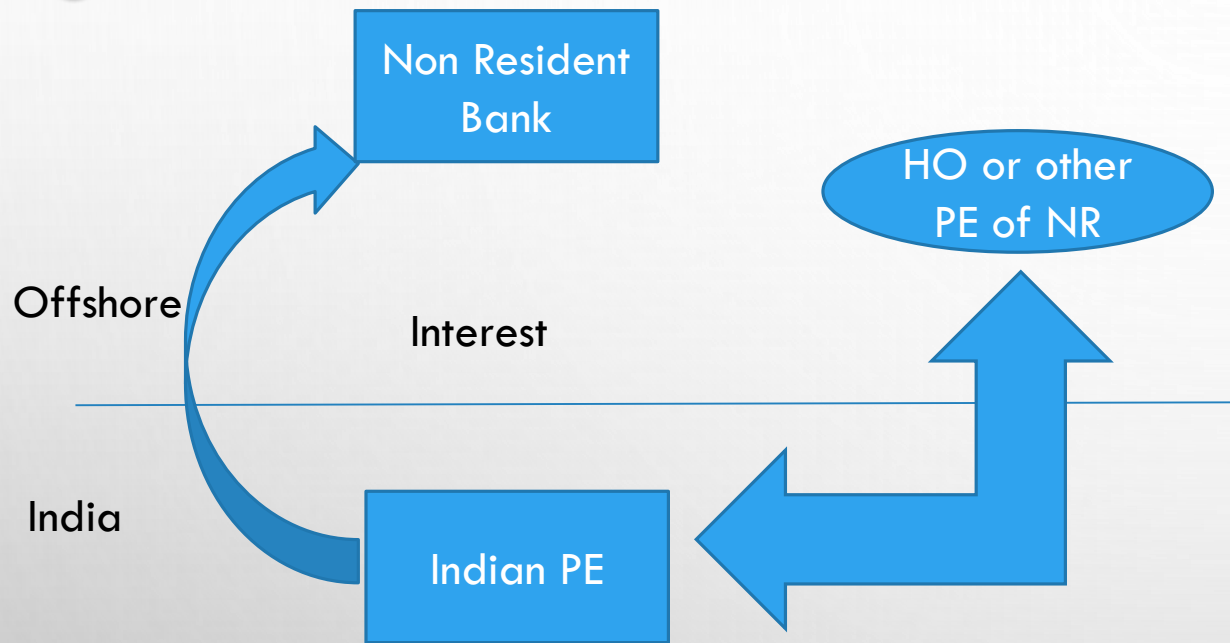 Non Resident
Bank
HO or other
PE of NR
Offshore
Interest
India
Indian PE